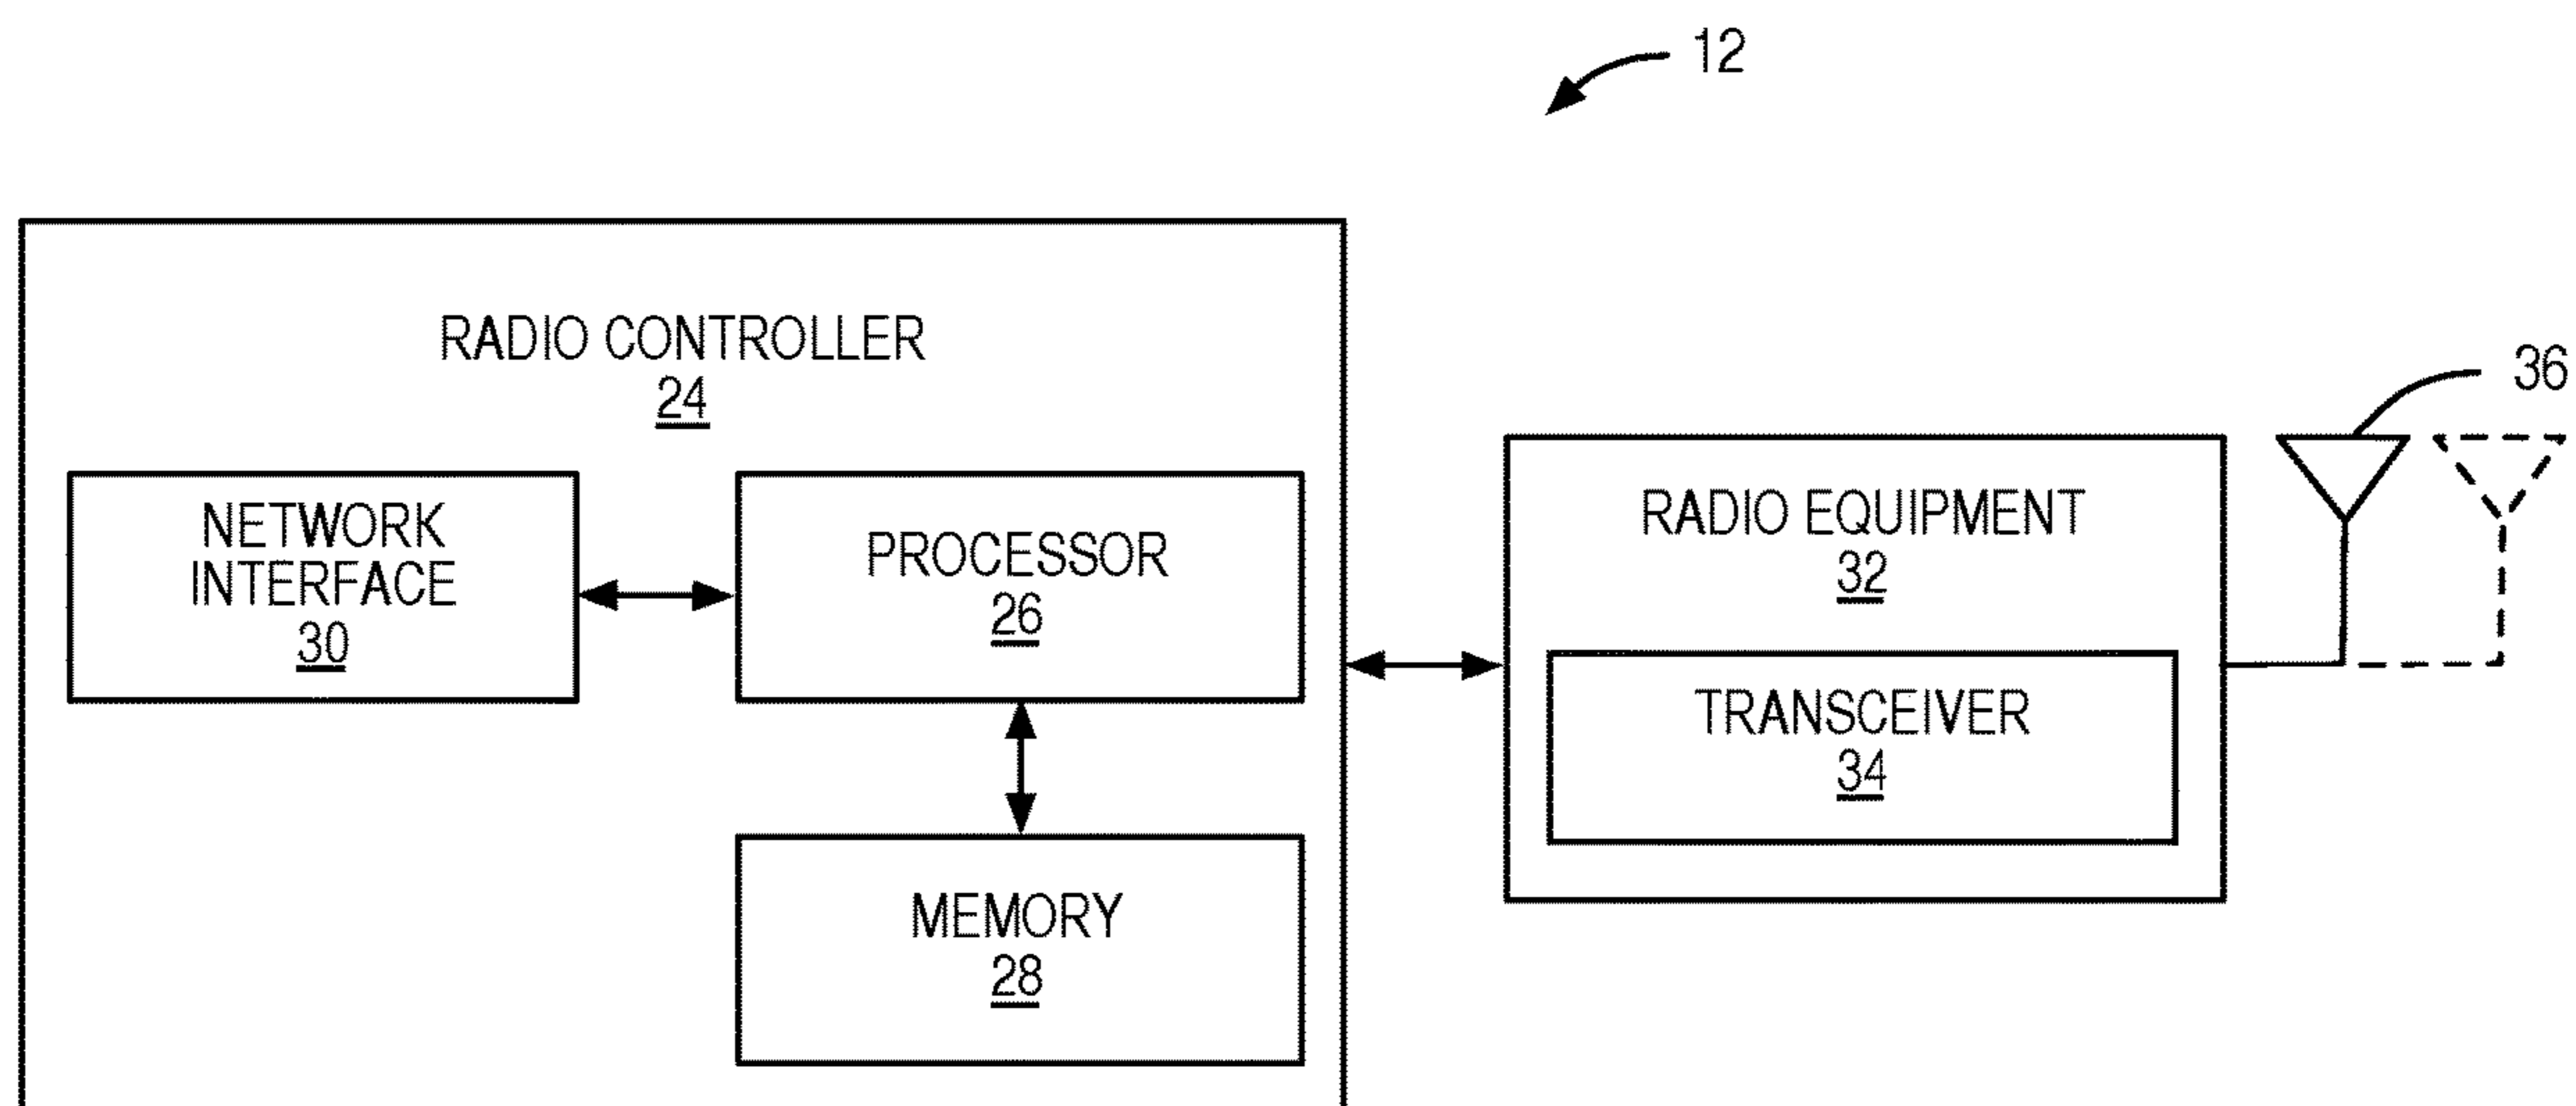 12
RADIO CONTROLLER
24
36
NETWORK
INTERFACE
30
PROCESSOR
26
RADIO EQUIPMENT
32
TRANSCEIVER
34
MEMORY
28